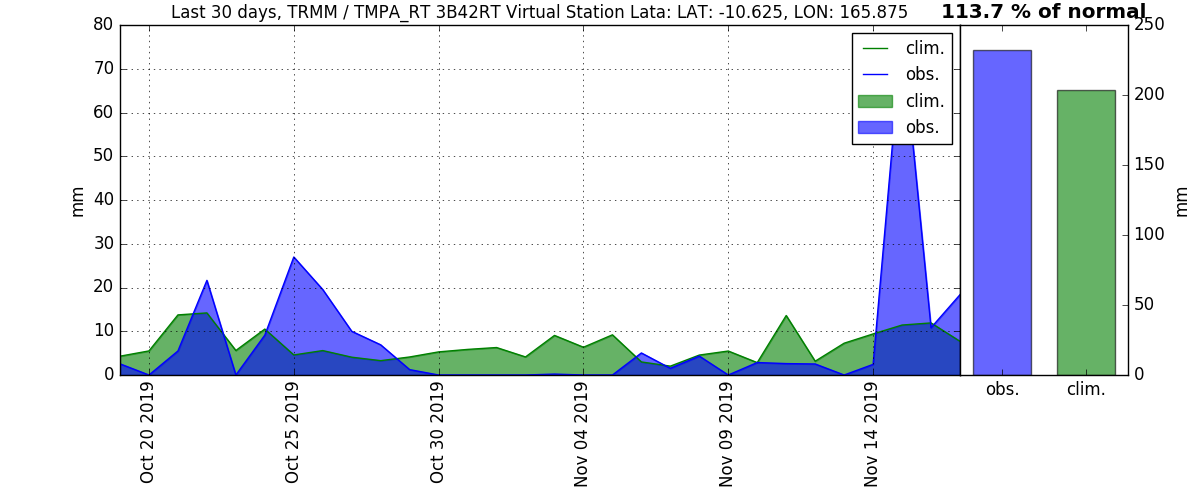 Last 30 days, TRMM / TMPA_RT 3B42RT Virtual Station Lata: LAT: -10.625, LON: 165.875
113.7 % of normal
80
70
60
50
40
30
20
10
0
mm
clim.
obs.
clim.
obs.
Oct 20 2019
Oct 25 2019
Oct 30 2019
Nov 04 2019
Nov 09 2019
Nov 14 2019
250
200
150
100
50
0
mm
obs.
clim.